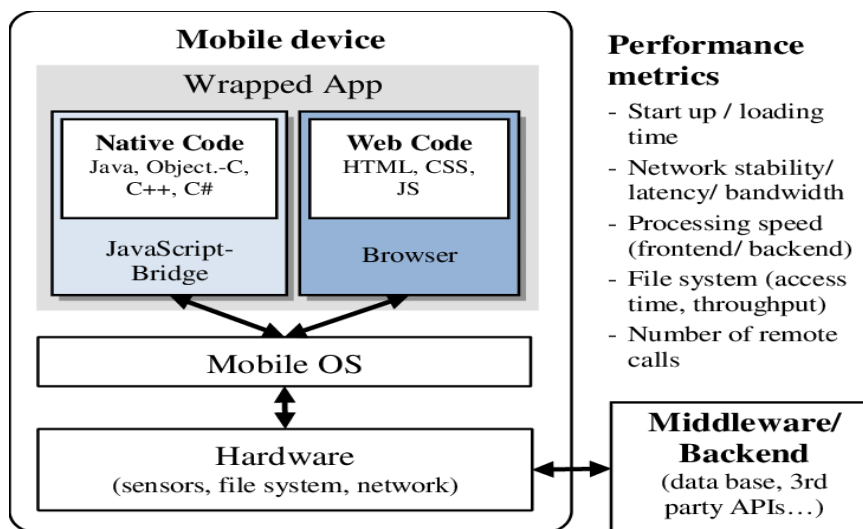 Mobile device
Wrapped App
Native Code
Java, Object.-C,
C++, C#
JavaScript-
Bridge
Web Code
HTML, CSS,
JS
Browser
Mobile OS
Hardware
(sensors, file system, network)
Performance
metrics
- Start up / loading
time
- Network stability/
latency/ bandwidth
- Processing speed
(frontend/ backend)
- File system (access
time, throughput)
- Number of remote
calls
Middleware/
Backend
(data base, 3rd
party APIs…)